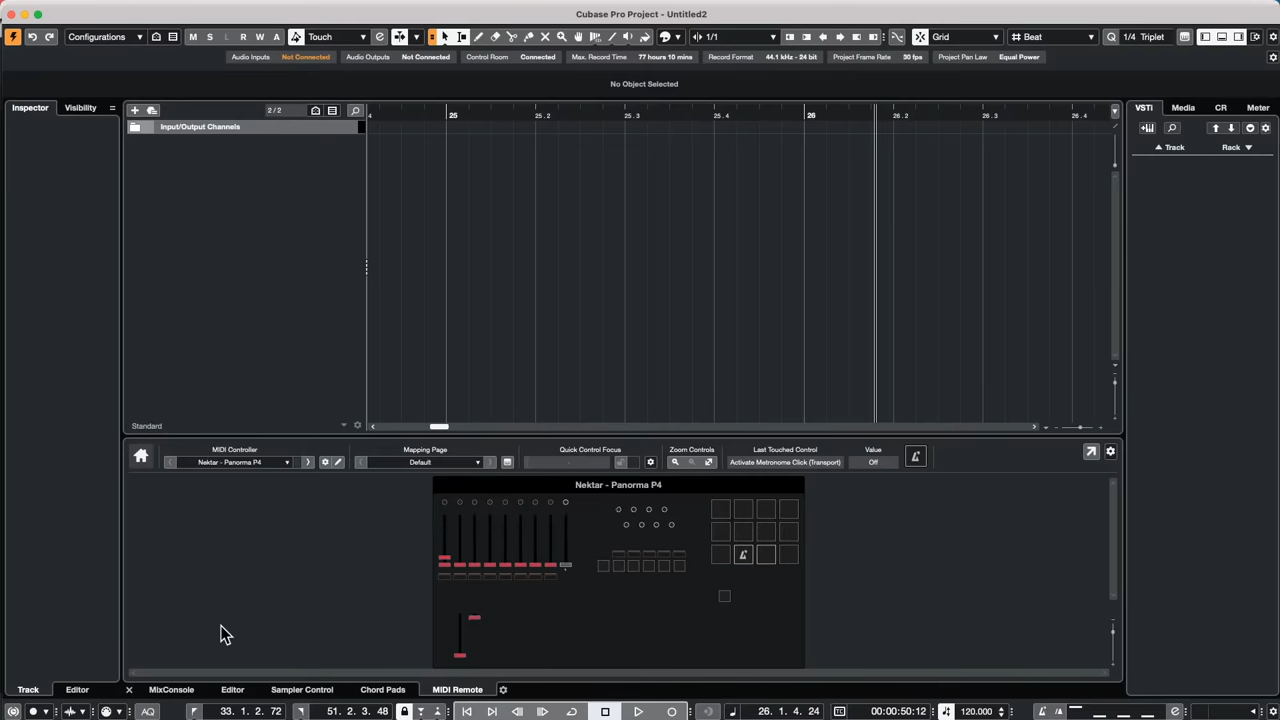 Cubase Pro Project - Untitled2
Configurations M S L R W A Touch 1/1 Grid Beat Q 1/4 Triplet
Audio Inputs Not Connected Audio Outputs Not Connected Control Room Connected Max. Record Time 77 hours 10 mins Record Format 44.1 kHz - 24 bit Project Frame Rate 30 fps Project Pan Law Equal Power
No Object Selected
Inspector Visibility 2/2 4 25 25.2 25.3 25.4 26 26.2 26.3 26.4 VSTi Media CR Meter
Input/Output Channels
Track Rack
Standard
MIDI Controller Mapping Page Quick Control Focus Zoom Controls Last Touched Control Value
Nektar - Panorma P4 Default - Activate Metronome Click (Transport) Off
Nektar - Panorma P4
Track Editor MixConsole Editor Sampler Control Chord Pads MIDI Remote
AQ 33. 1. 2. 72 51. 2. 3. 48 26. 1. 4. 24 00:00:50:12 120.000